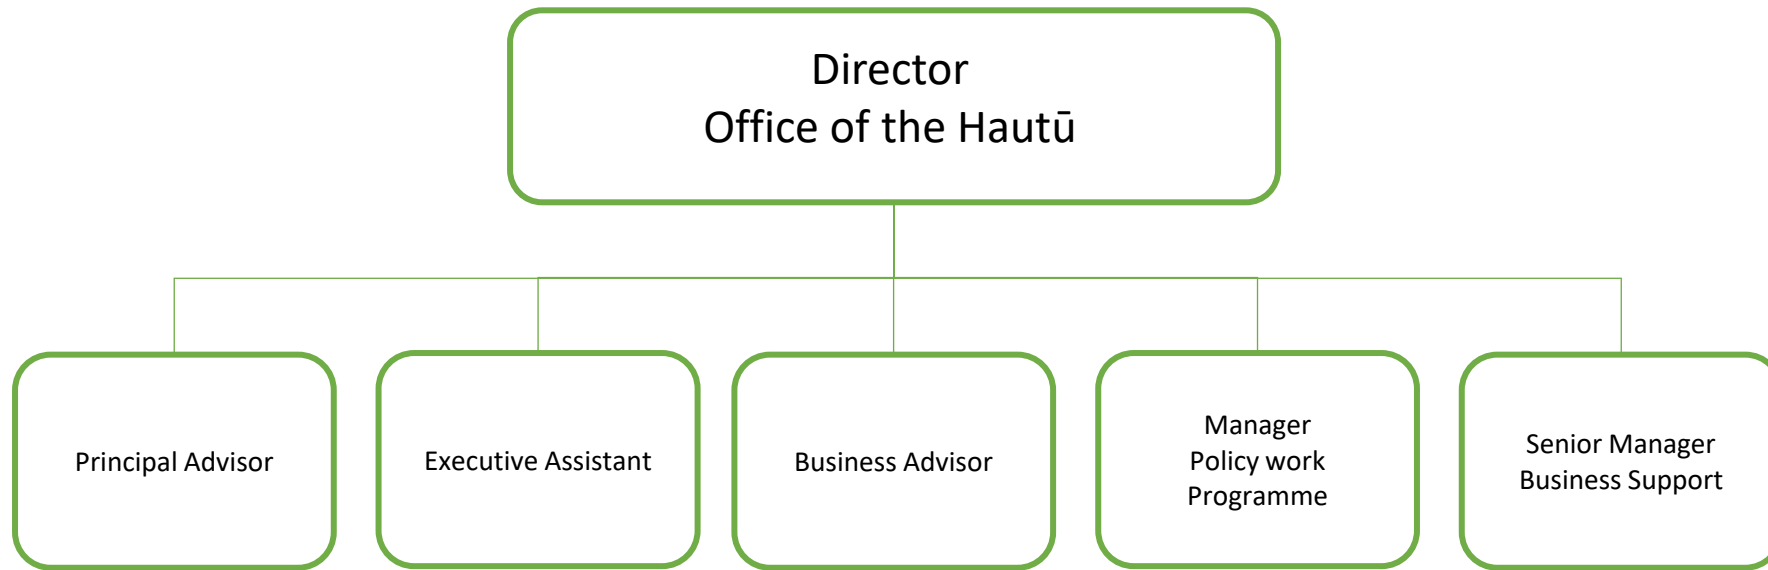 Director
Office of the Hautū
Principal Advisor
Executive Assistant
Business Advisor
Manager
Policy work
Programme
Senior Manager
Business Support